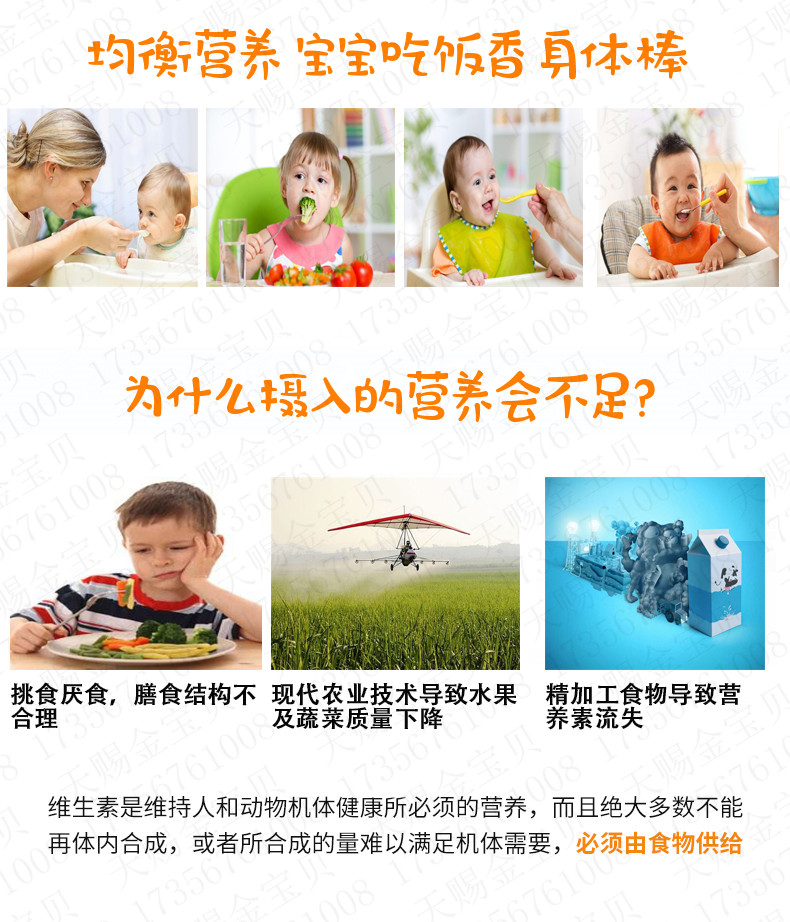 均衡营养 宝宝吃饭香 身体棒
为什么摄入的营养会不足?
挑食厌食，膳食结构不
合理
现代农业技术导致水果
及蔬菜质量下降
精加工食物导致营
养素流失
维生素是维持人和动物机体健康所必须的营养，而且绝大多数不能
再体内合成，或者所合成的量难以满足机体需要，必须由食物供给
天赐金宝贝 17356761008